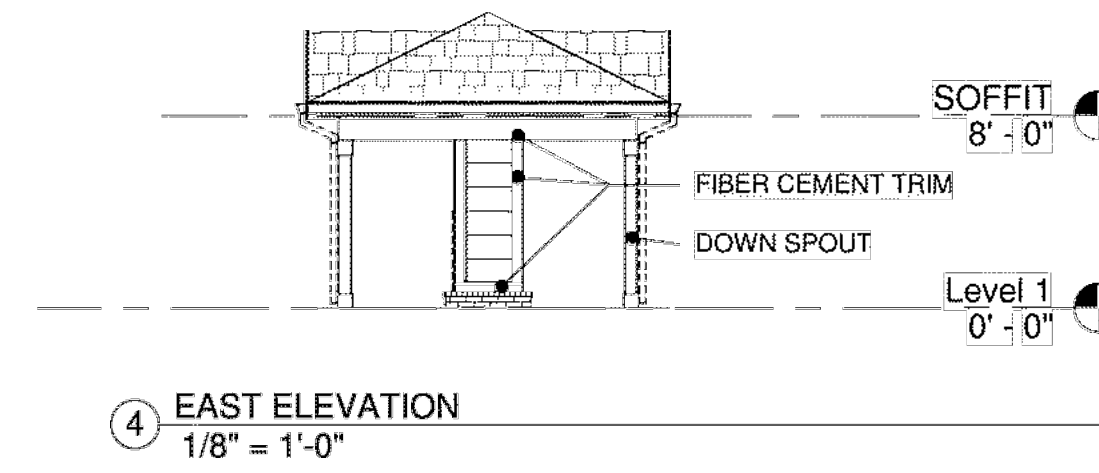 SOFFIT
8' - 0"
FIBER CEMENT TRIM
DOWN SPOUT
Level 1
0' - 0"
4
EAST ELEVATION
1/8" = 1'-0"